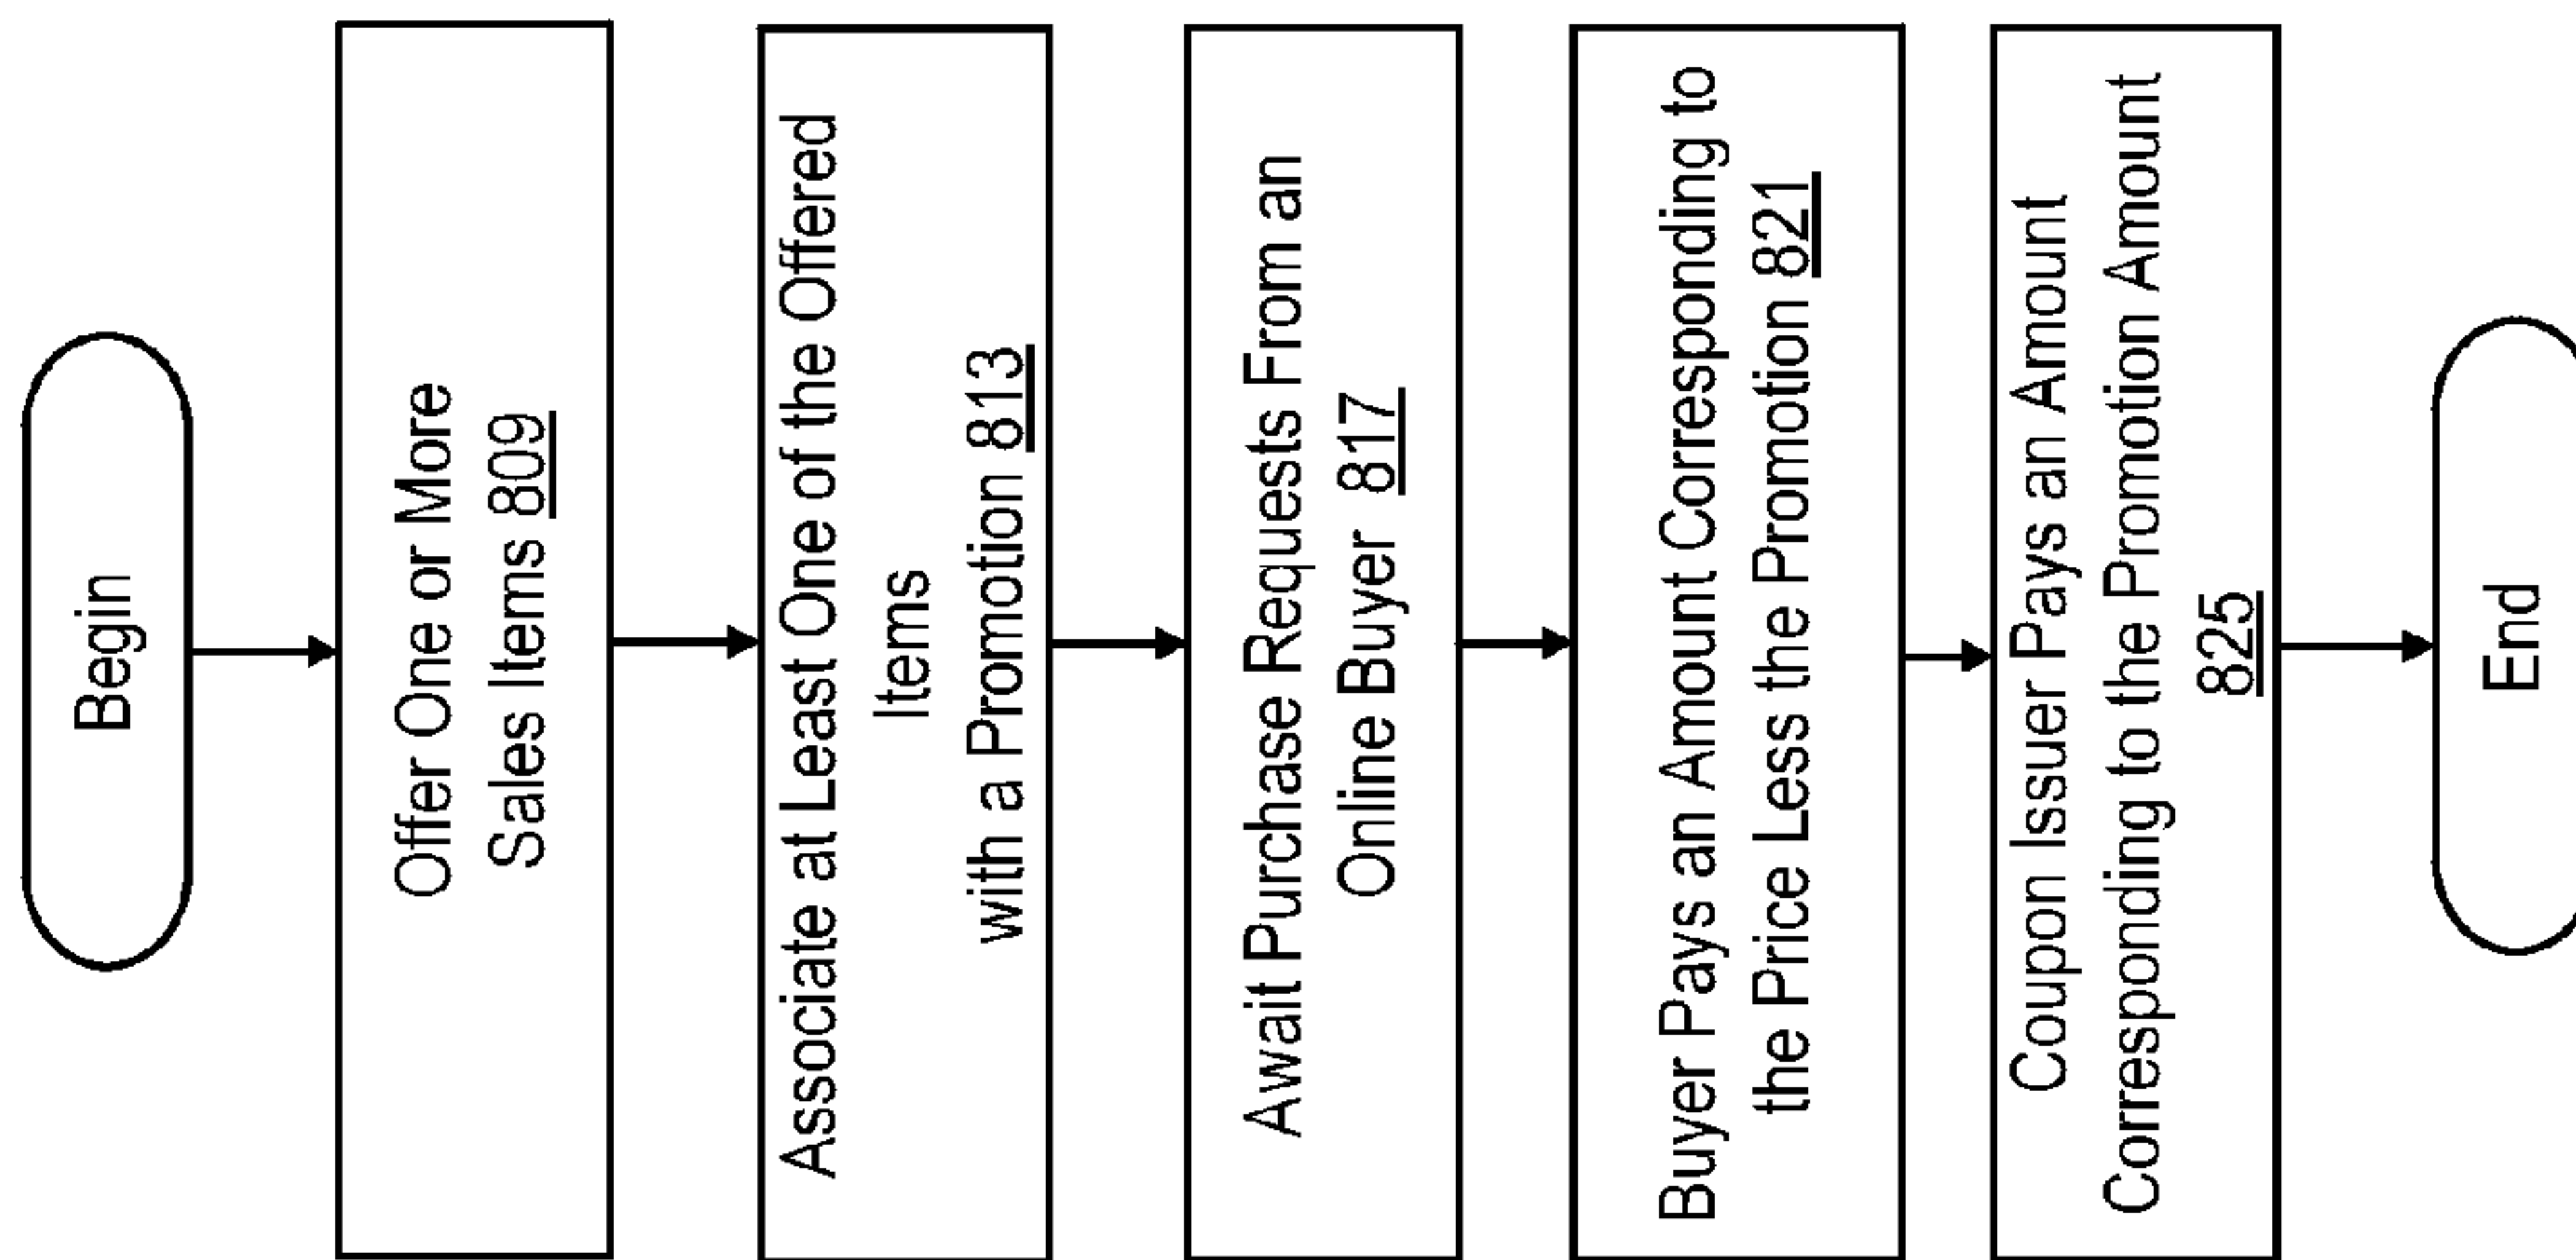 Begin
Offer One or More
Sales Items 809
Associate at Least One of the Offered
Items
with a Promotion 813
Await Purchase Requests From an
Online Buyer 817
Buyer Pays an Amount Corresponding to
the Price Less the Promotion 821
Coupon Issuer Pays an Amount
Corresponding to the Promotion Amount
825
End